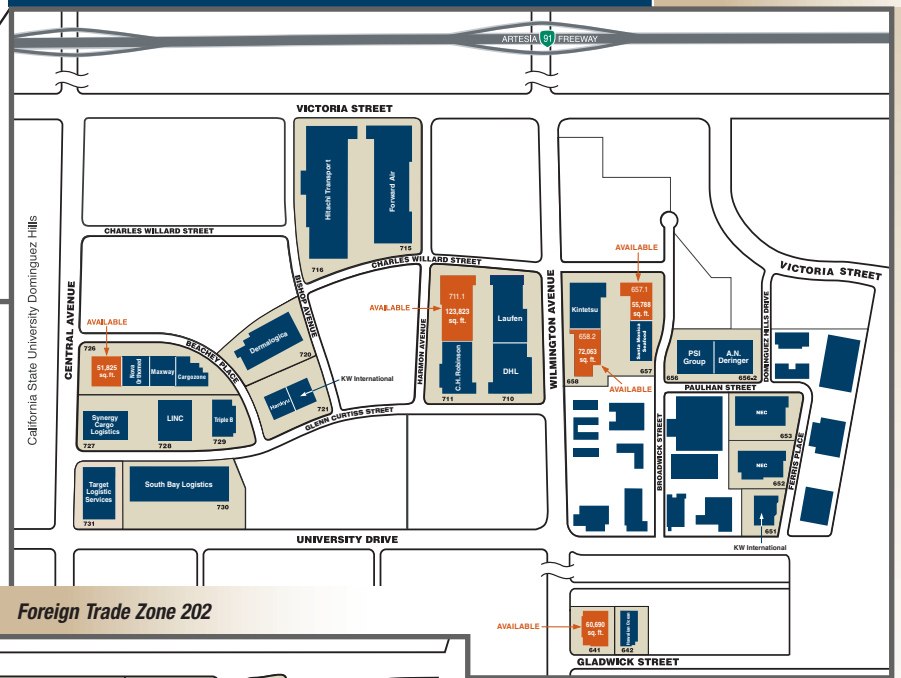 ARTESIA 91 FREEWAY
VICTORIA STREET
Hitachi Transport
Forward Air
715
716
CHARLES WILLARD STREET
CHARLES WILLARD STREET
California State University Dominguez Hills
CENTRAL AVENUE
BISHOP AVENUE
HARMON AVENUE
WILMINGTON AVENUE
VICTORIA STREET
DOMINGUEZ HILLS DRIVE
AVAILABLE
657.1
55,788
sq. ft.
Kintetsu
Santa Monica
Seafood
658.2
72,063
sq. ft.
657
658
AVAILABLE
AVAILABLE
711.1
123,823
sq. ft.
Laufen
C.H. Robinson
DHL
711
710
AVAILABLE
726
51,825
sq. ft.
Maxway
Cargozone
BEACHEY PLACE
Dermalogica
720
KW International
Hankyu
721
GLENN CURTISS STREET
Synergy
Cargo
Logistics
727
LINC
728
Triple B
729
Target
Logistic
Services
731
South Bay Logistics
730
PSI
Group
A.N.
Deringer
656
656.2
PAULHAN STREET
BROADWICK STREET
NEC
653
NEC
652
FERRIS PLACE
651
KW International
UNIVERSITY DRIVE
Foreign Trade Zone 202
AVAILABLE
60,690
sq. ft.
641
642
GLADWICK STREET